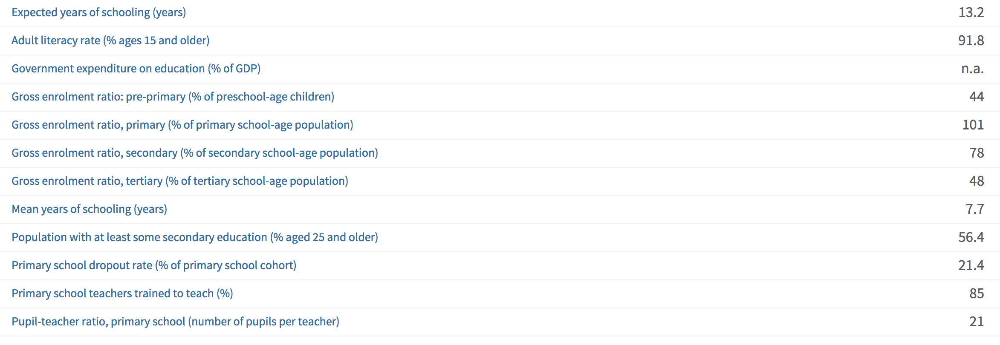 Expected years of schooling (years) 13.2
Adult literacy rate (% ages 15 and older) 91.8
Government expenditure on education (% of GDP) n.a.
Gross enrolment ratio: pre-primary (% of preschool-age children) 44
Gross enrolment ratio, primary (% of primary school-age population) 101
Gross enrolment ratio, secondary (% of secondary school-age population) 78
Gross enrolment ratio, tertiary (% of tertiary school-age population) 48
Mean years of schooling (years) 7.7
Population with at least some secondary education (% aged 25 and older) 56.4
Primary school dropout rate (% of primary school cohort) 21.4
Primary school teachers trained to teach (%) 85
Pupil-teacher ratio, primary school (number of pupils per teacher) 21